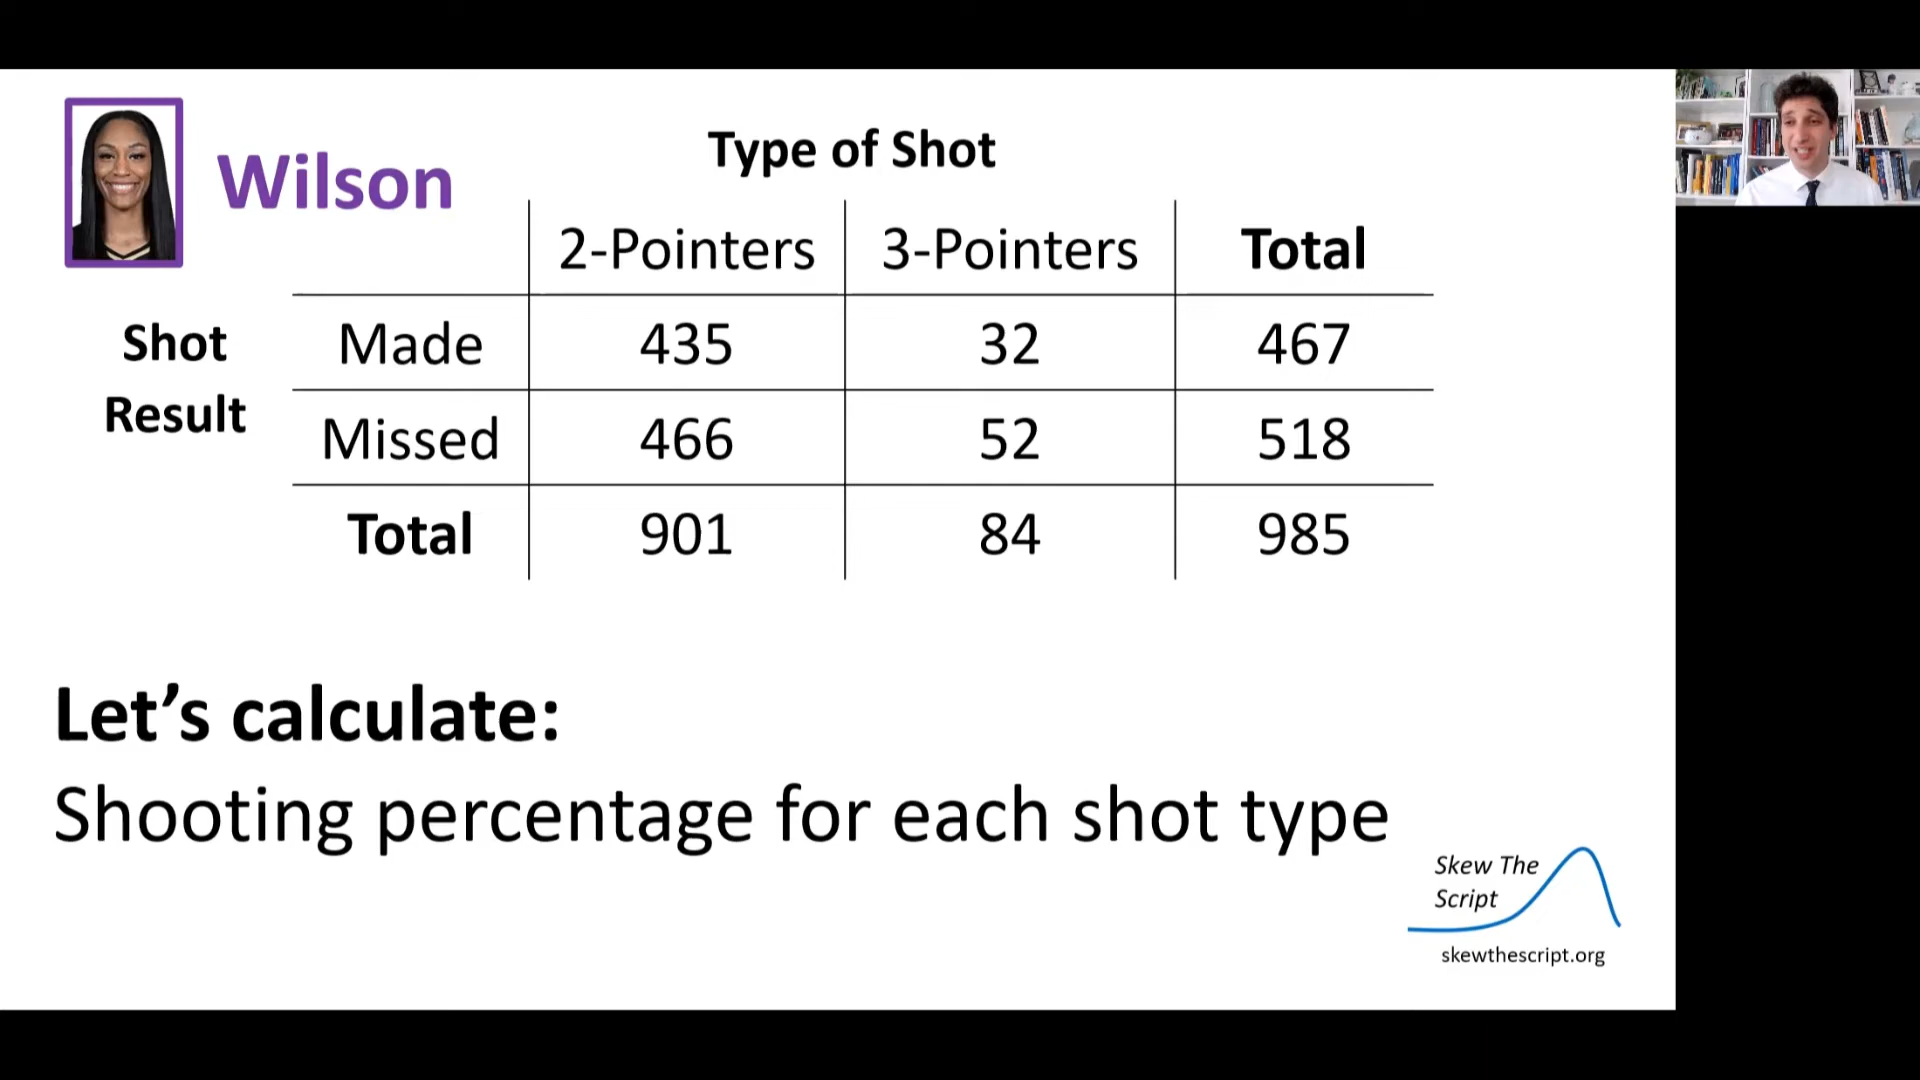 Wilson
Type of Shot
2-Pointers 3-Pointers Total
Shot Result
Made 435 32 467
Missed 466 52 518
Total 901 84 985
Let’s calculate:
Shooting percentage for each shot type
Skew The
Script
skewthescript.org